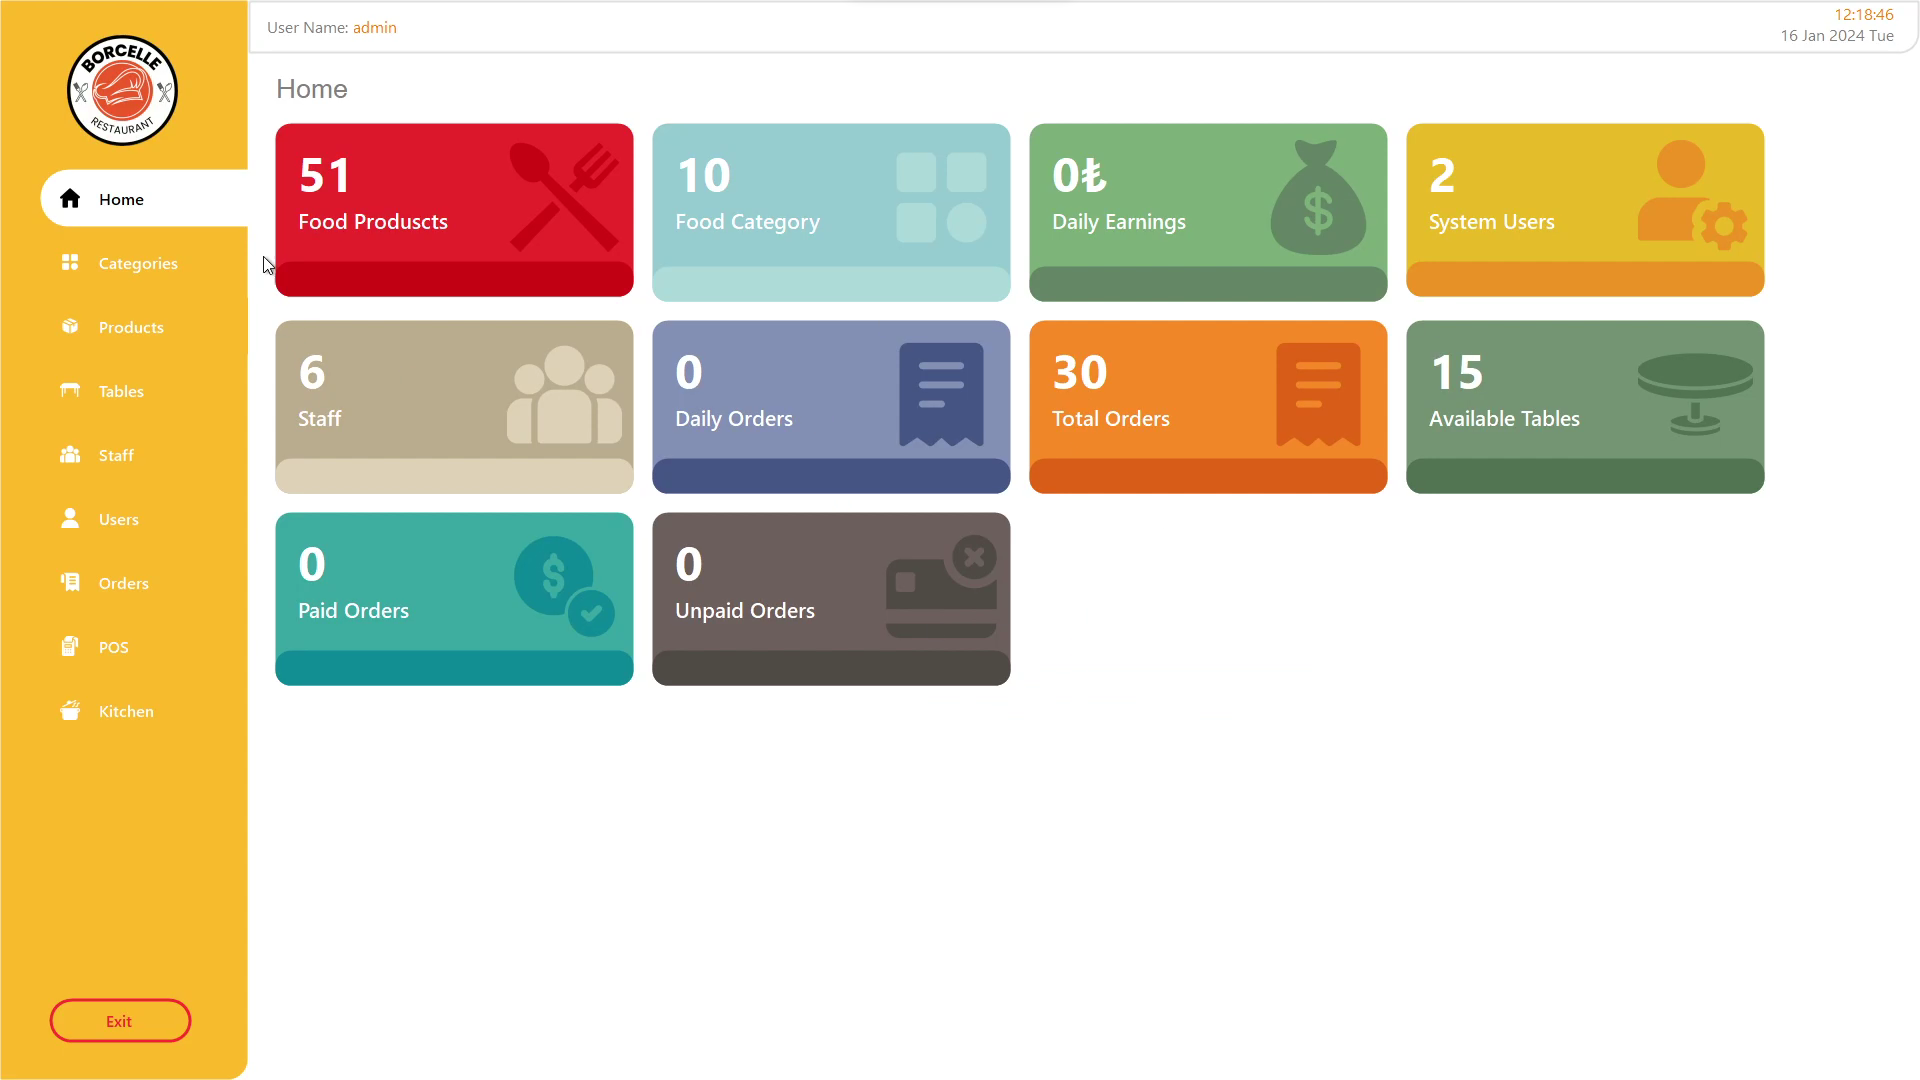 BORCELLE
RESTAURANT
User Name: admin
12:18:46
16 Jan 2024 Tue
Home
Categories
Products
Tables
Staff
Users
Orders
POS
Kitchen
Exit
Home
51
Food Produscts
10
Food Category
0₺
Daily Earnings
2
System Users
6
Staff
0
Daily Orders
30
Total Orders
15
Available Tables
0
Paid Orders
0
Unpaid Orders